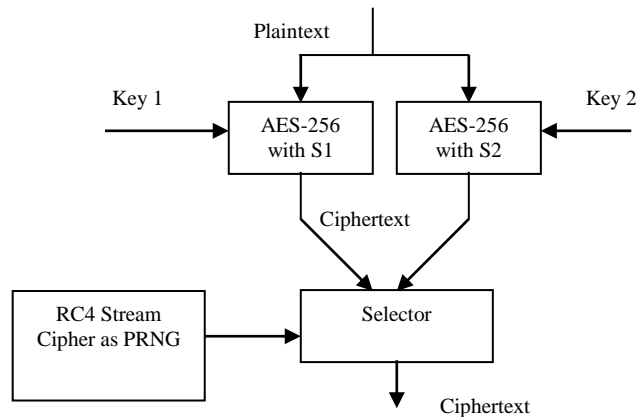 Plaintext
Key 1
Key 2
AES-256
with S1
AES-256
with S2
Ciphertext
RC4 Stream
Cipher as PRNG
Selector
Ciphertext